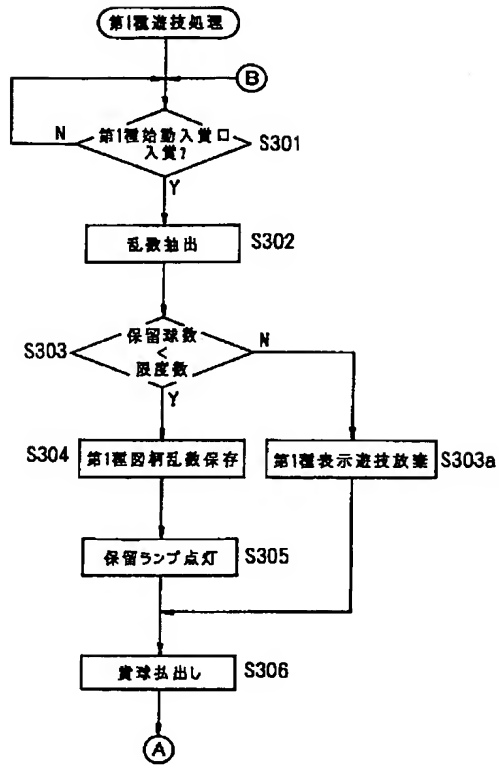 第1種遊技処理
B
N
第1種始動入賞口
入賞?
S301
Y
乱数抽出
S302
S303
保留球数
<
限度数
N
Y
S304
第1種図柄乱数保存
第1種表示遊技放棄
S303a
保留ランプ点灯
S305
賞球払出し
S306
A